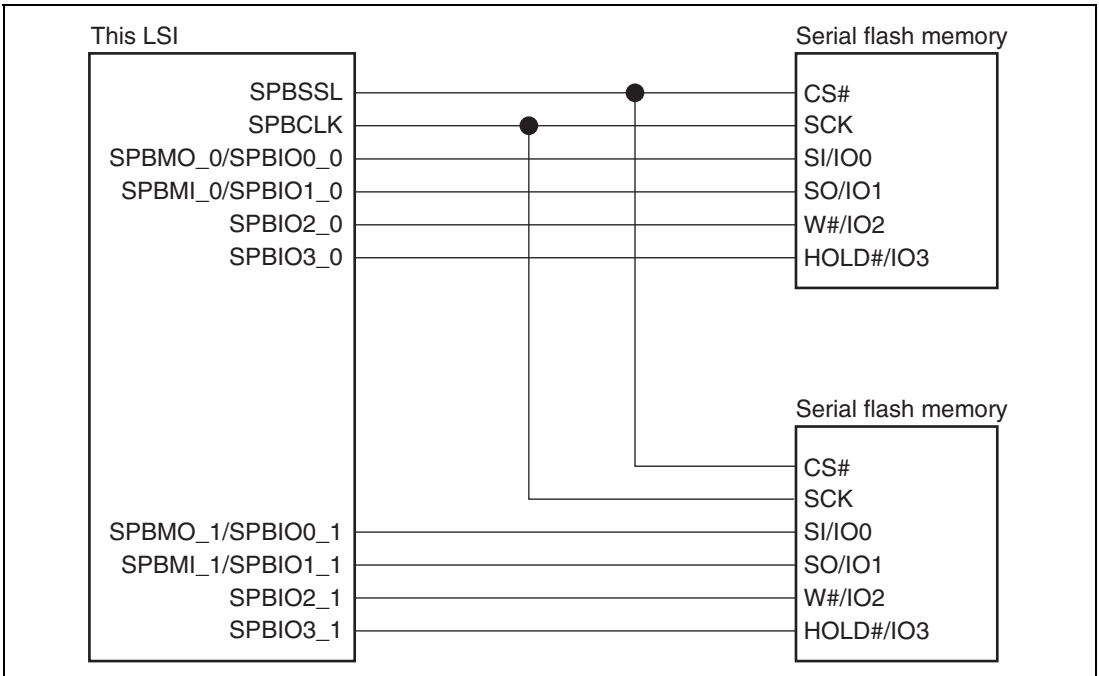 This LSI
SPBSSL
SPBCLK
SPBMO_0/SPBIO0_0
SPBMI_0/SPBIO1_0
SPBIO2_0
SPBIO3_0
SPBMO_1/SPBIO0_1
SPBMI_1/SPBIO1_1
SPBIO2_1
SPBIO3_1
Serial flash memory
CS#
SCK
SI/IO0
SO/IO1
W#/IO2
HOLD#/IO3
Serial flash memory
CS#
SCK
SI/IO0
SO/IO1
W#/IO2
HOLD#/IO3